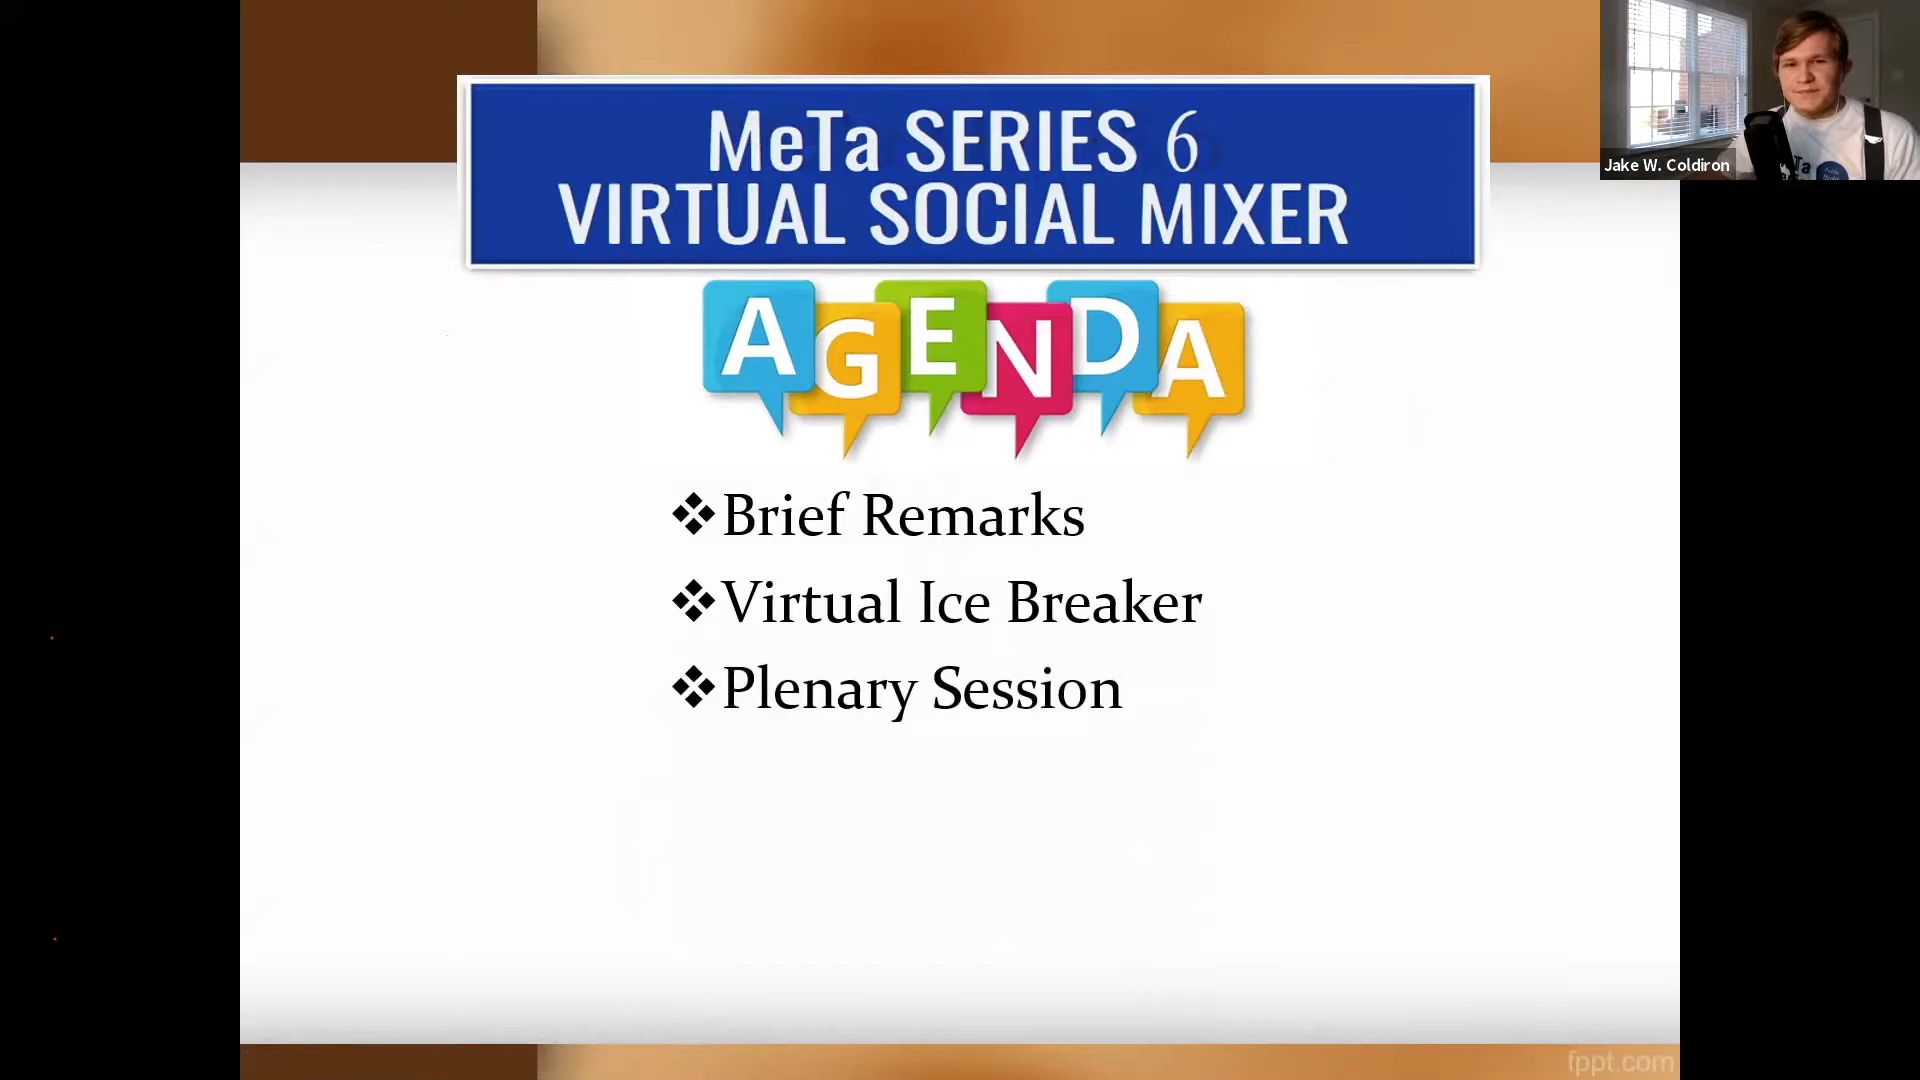 MeTa SERIES 6
VIRTUAL SOCIAL MIXER
AGENDA
❖Brief Remarks
❖Virtual Ice Breaker
❖Plenary Session
Jake W. Coldiron
fppt.com